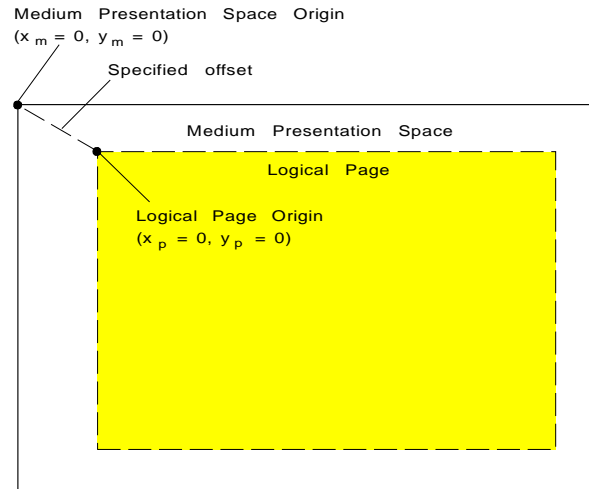 Medium Presentation Space Origin
(x m = 0, y m = 0)
Specified offset
Medium Presentation Space
Logical Page
Logical Page Origin
(x p = 0, y p = 0)